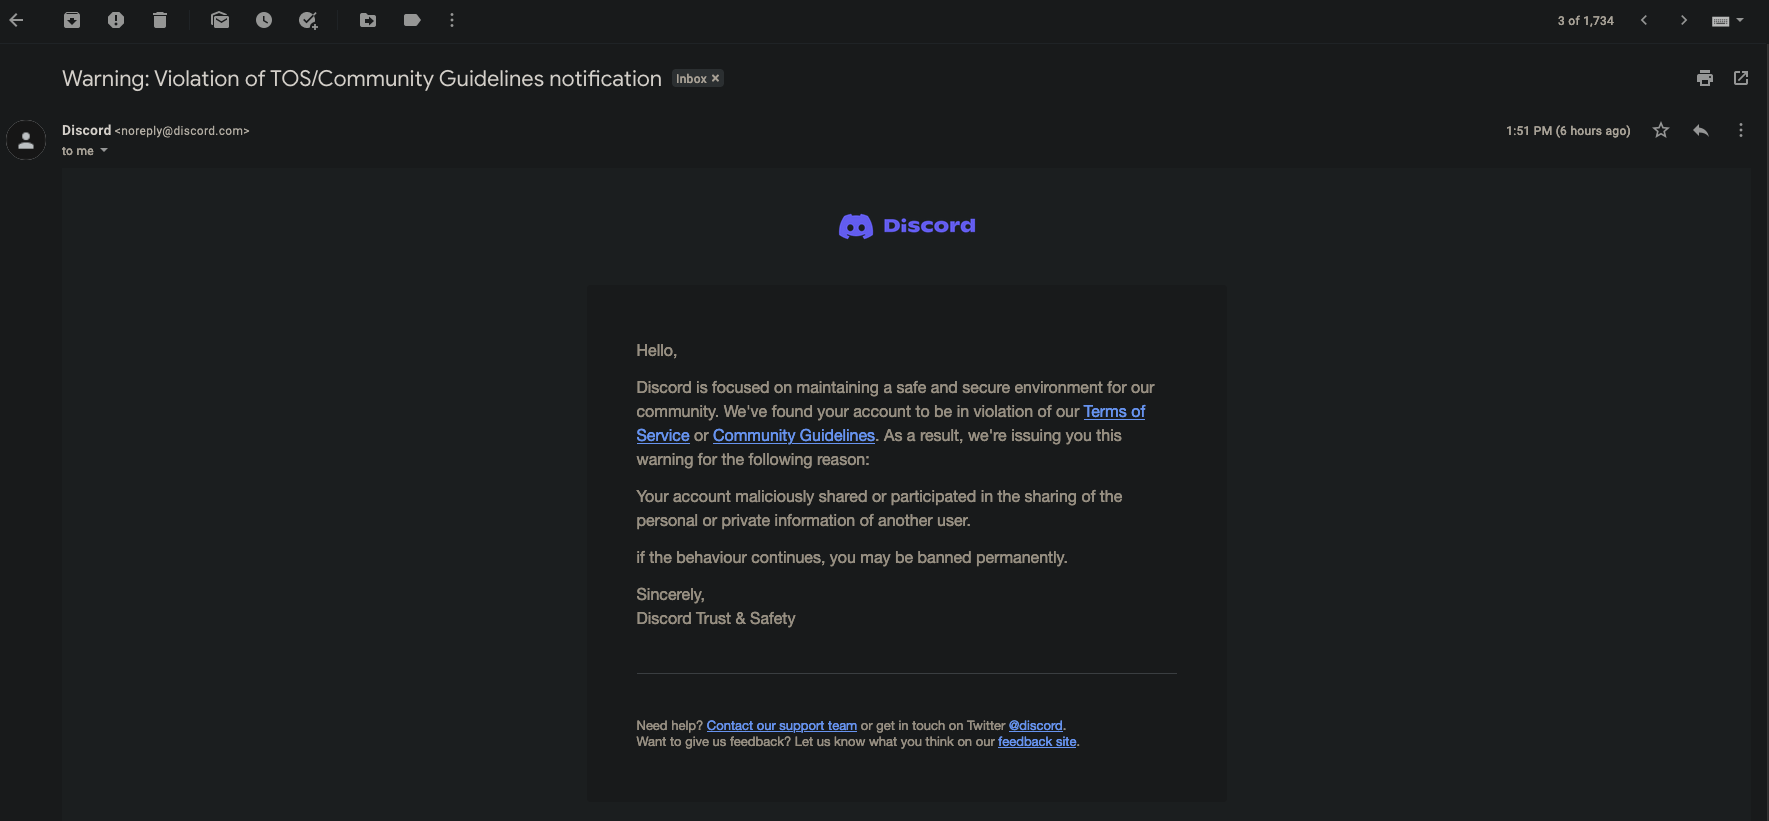 3 of 1,734
Warning: Violation of TOS/Community Guidelines notification
Inbox ×
Discord <noreply@discord.com>
1:51 PM (6 hours ago)
to me
Discord
Hello,
Discord is focused on maintaining a safe and secure environment for our
community. We've found your account to be in violation of our Terms of
Service or Community Guidelines. As a result, we're issuing you this
warning for the following reason:
Your account maliciously shared or participated in the sharing of the
personal or private information of another user.
if the behaviour continues, you may be banned permanently.
Sincerely,
Discord Trust & Safety
Need help? Contact our support team or get in touch on Twitter @discord.
Want to give us feedback? Let us know what you think on our feedback site.